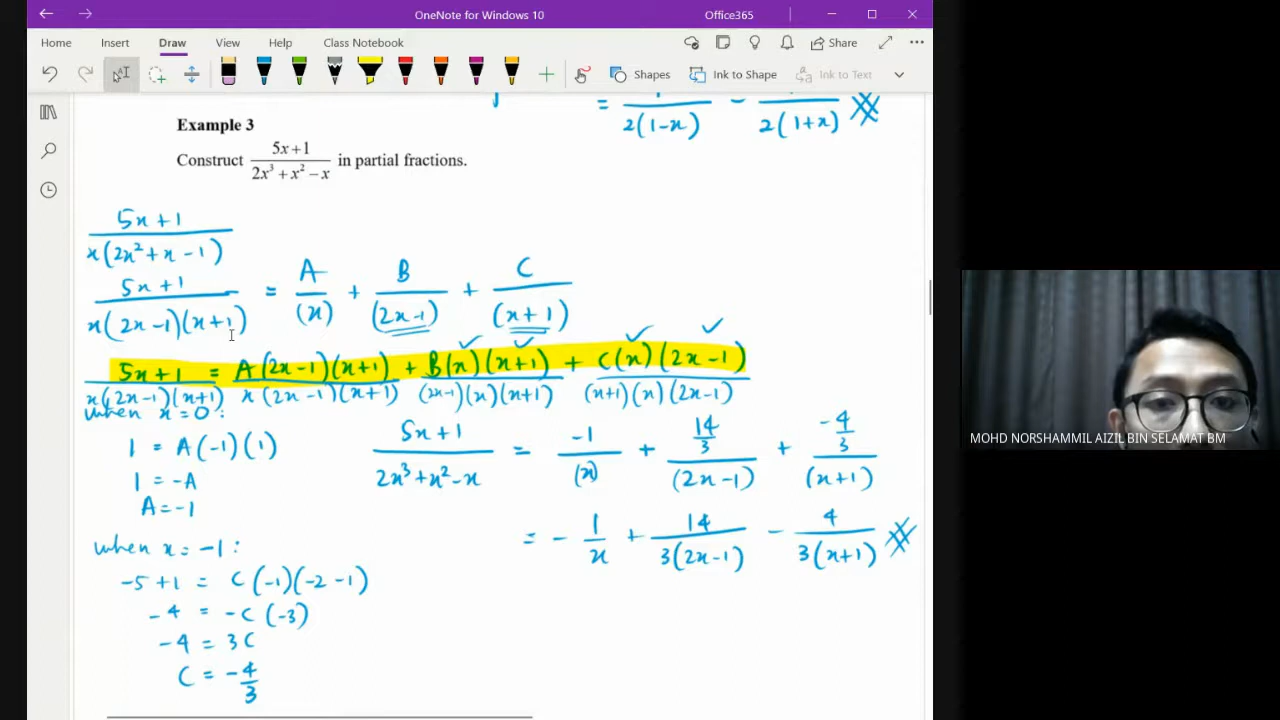 OneNote for Windows 10
Office365
Home Insert Draw View Help Class Notebook Share
Shapes Ink to Shape Ink to Text
= 2(1-x) - 2(1+x)
Example 3
Construct 5x+1 / 2x³+x²-x in partial fractions.
5x+1 / x(2x²+x-1)
5x+1 / x(2x-1)(x+1) = A/(x) + B/(2x-1) + C/(x+1)
5x+1 / x(2x-1)(x+1) = A(2x-1)(x+1) / x(2x-1)(x+1) + B(x)(x+1) / (2x-1)(x)(x+1) + C(x)(2x-1) / (x+1)(x)(2x-1)
when x=0:
1 = A(-1)(1)
1 = -A
A = -1
when x = -1:
-5+1 = C(-1)(-2-1)
-4 = -C(-3)
-4 = 3C
C = -4/3
5x+1 / 2x³+x²-x = -1/(x) + 14/3 / (2x-1) + -4/3 / (x+1)
= - 1/x + 14 / 3(2x-1) - 4 / 3(x+1)
MOHD NORSHAMMIL AIZIL BIN SELAMAT BM